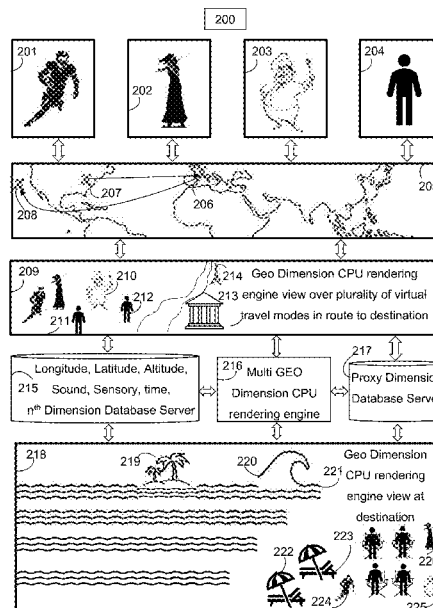 200
201
202
203
204
207
206
208
209
210
211
212
214
213
Geo Dimension CPU rendering
engine view over plurality of virtual
travel modes in route to destination
215
Longitude, Latitude, Altitude,
Sound, Sensory, time,
nth Dimension Database Server
216
Multi GEO
Dimension CPU
rendering engine
217
Proxy Dimension
Database
218
219
220
221
Geo Dimension
CPU rendering
engine view at
destination
222
223
224